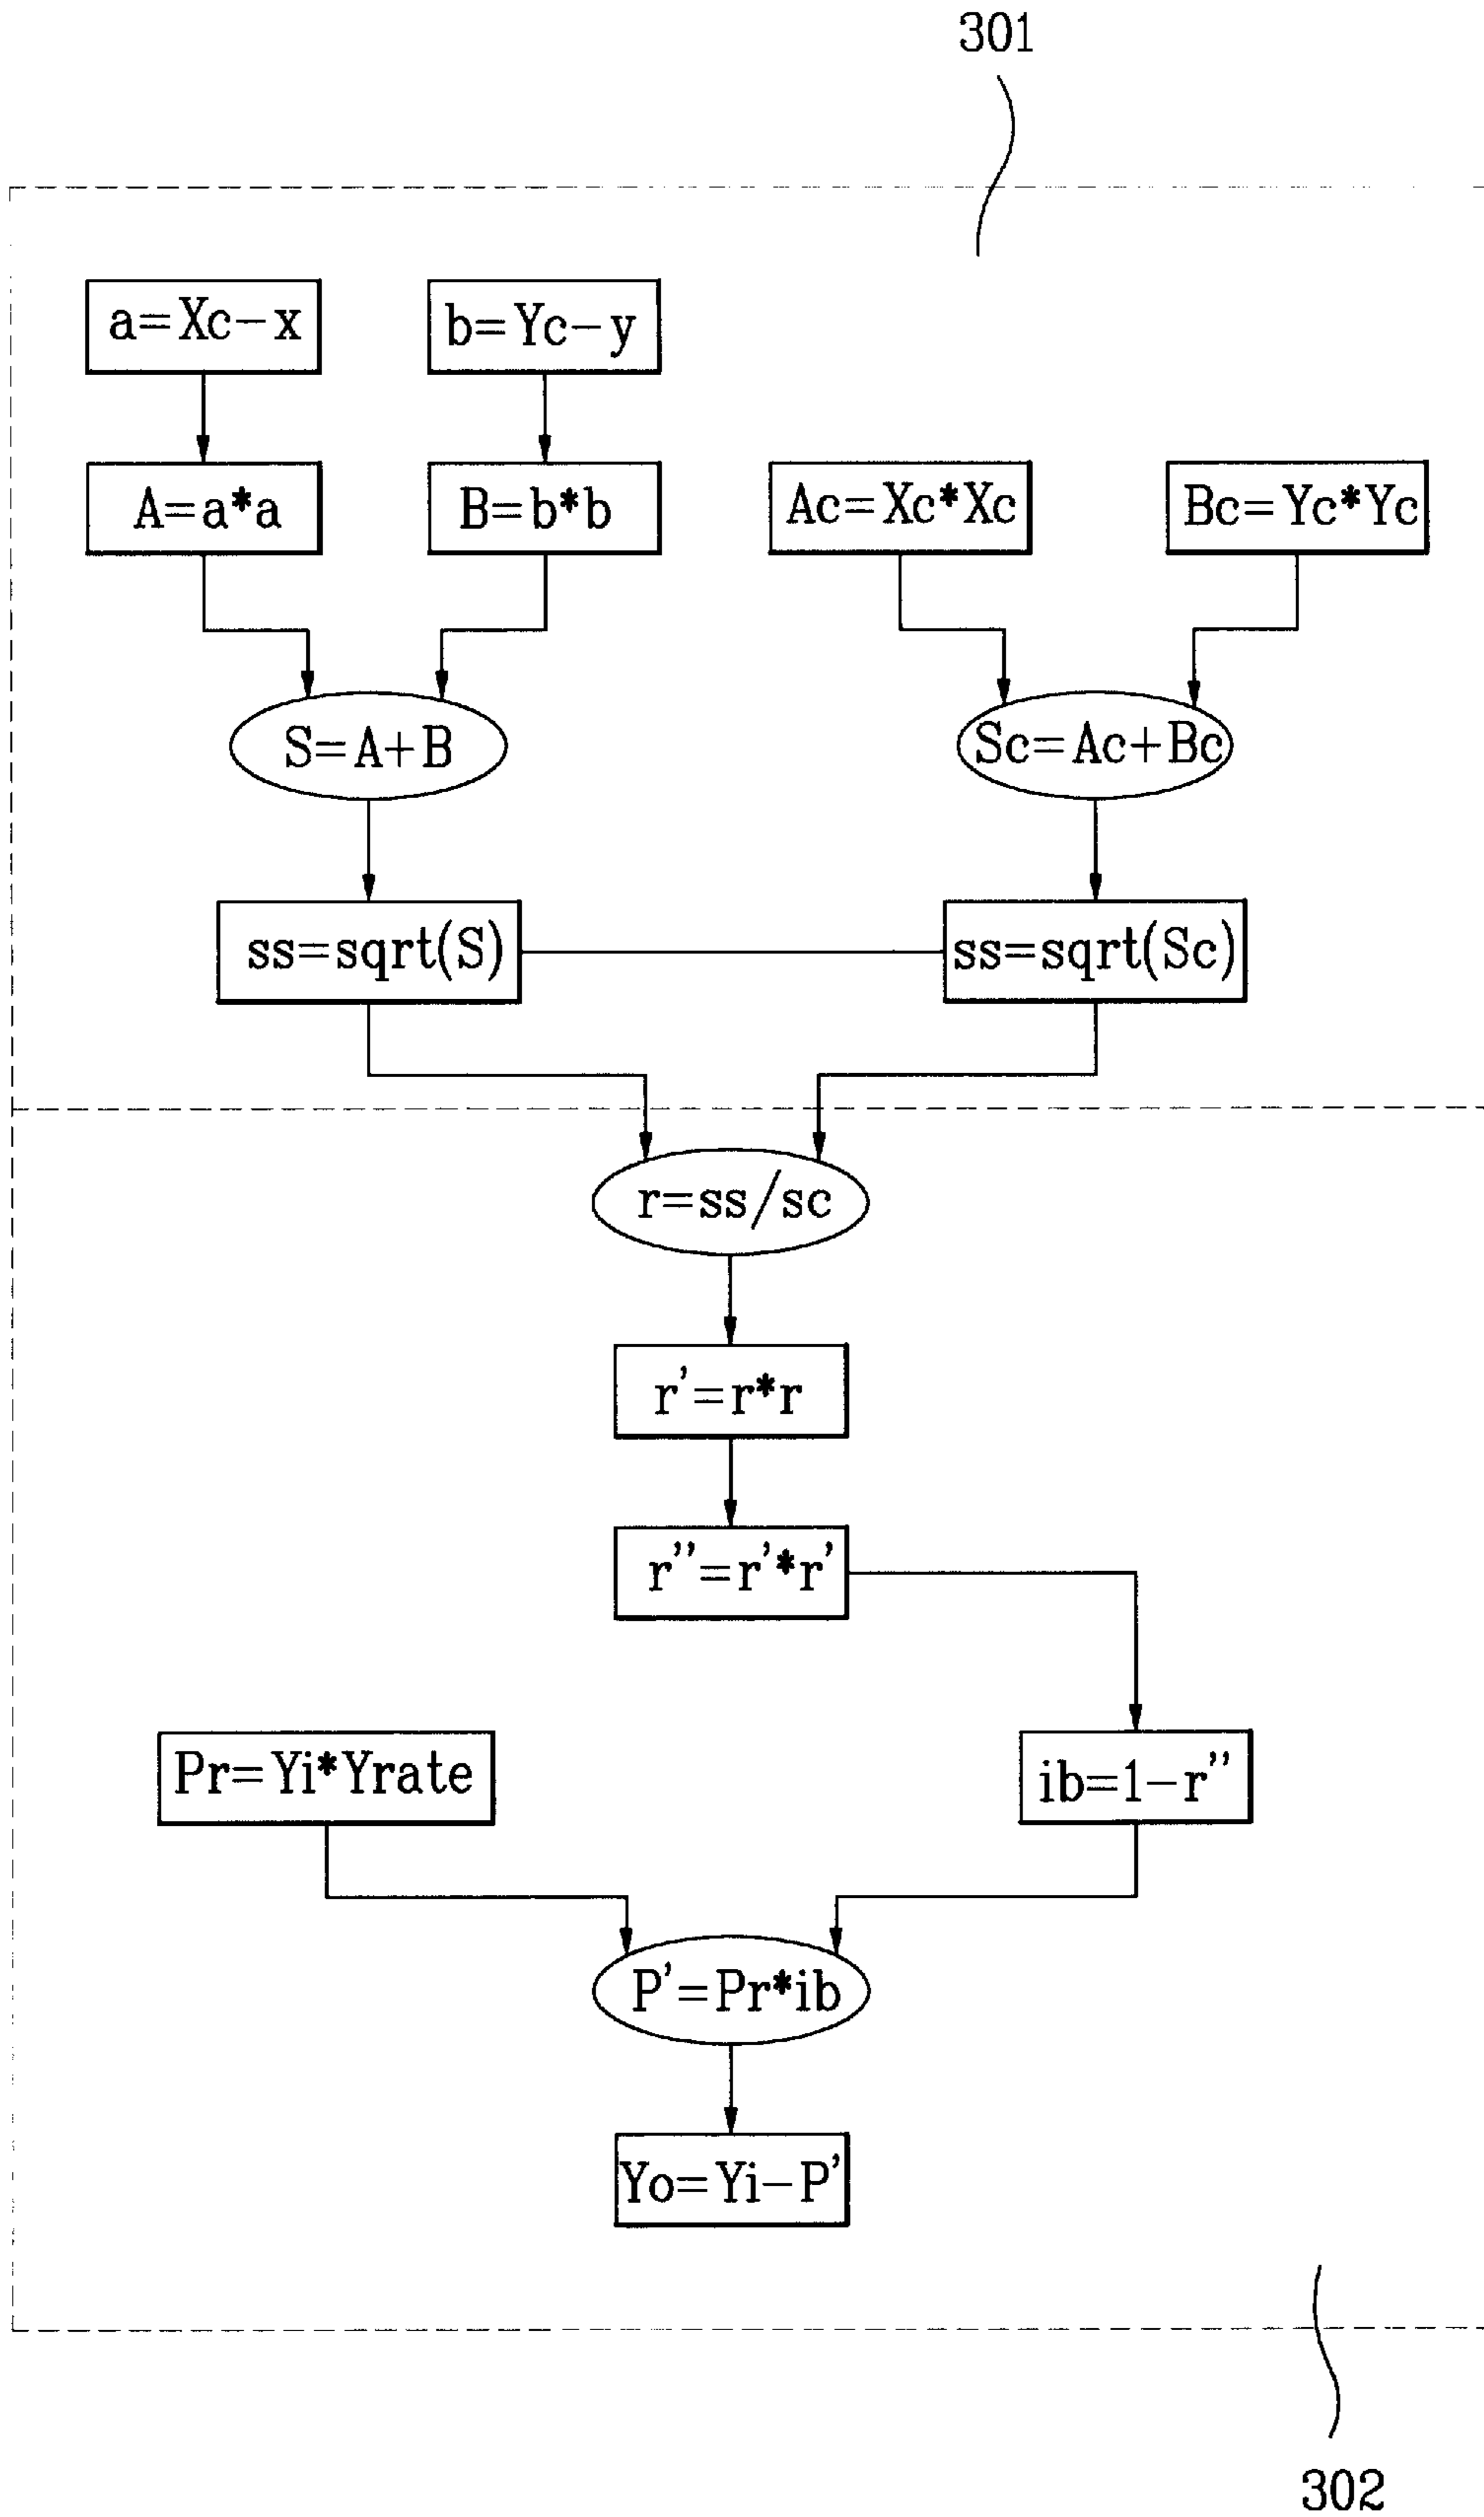 301
a=Xc-x
b=Yc-y
A=a*a
B=b*b
Ac=Xc*Xc
Bc=Yc*Yc
S=A+B
Sc=Ac+Bc
ss=sqrt(S)
ss=sqrt(Sc)
r=ss/sc
r'=r*r
r''=r'*r'
Pr=Yi*Yrate
ib=1-r''
P'=Pr*ib
Yo=Yi-P'
302